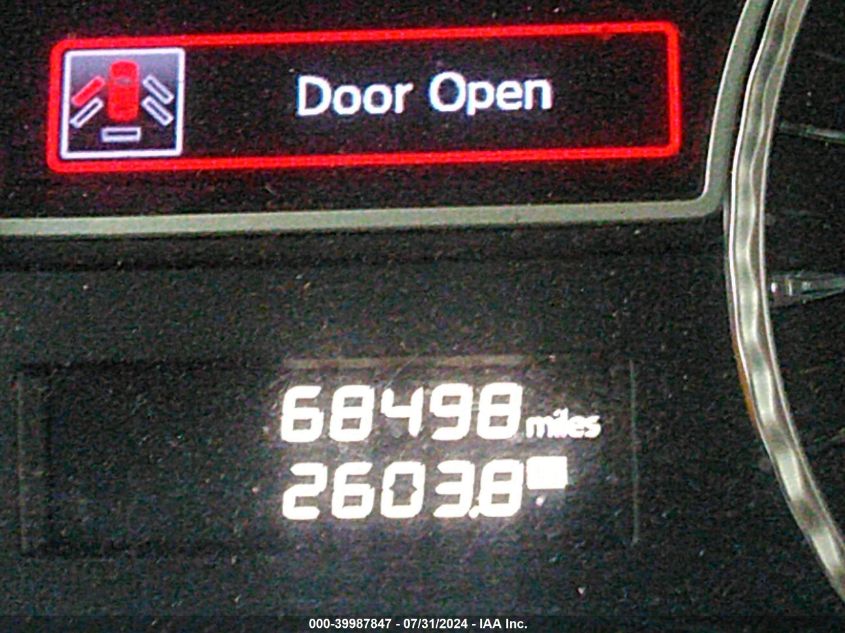 Door Open
68498 miles
2603.8
000-39987847 - 07/31/2024 - IAA Inc.